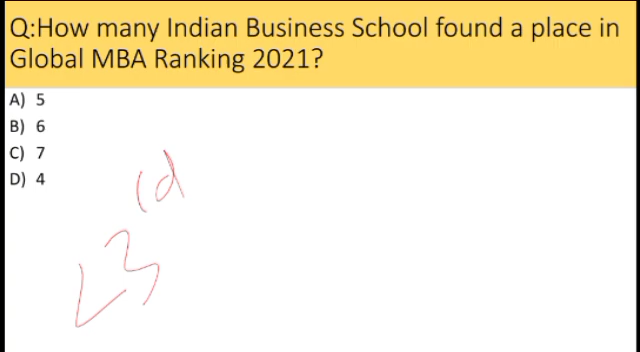 Q:How many Indian Business School found a place in
Global MBA Ranking 2021?
A) 5
B) 6
C) 7
D) 4